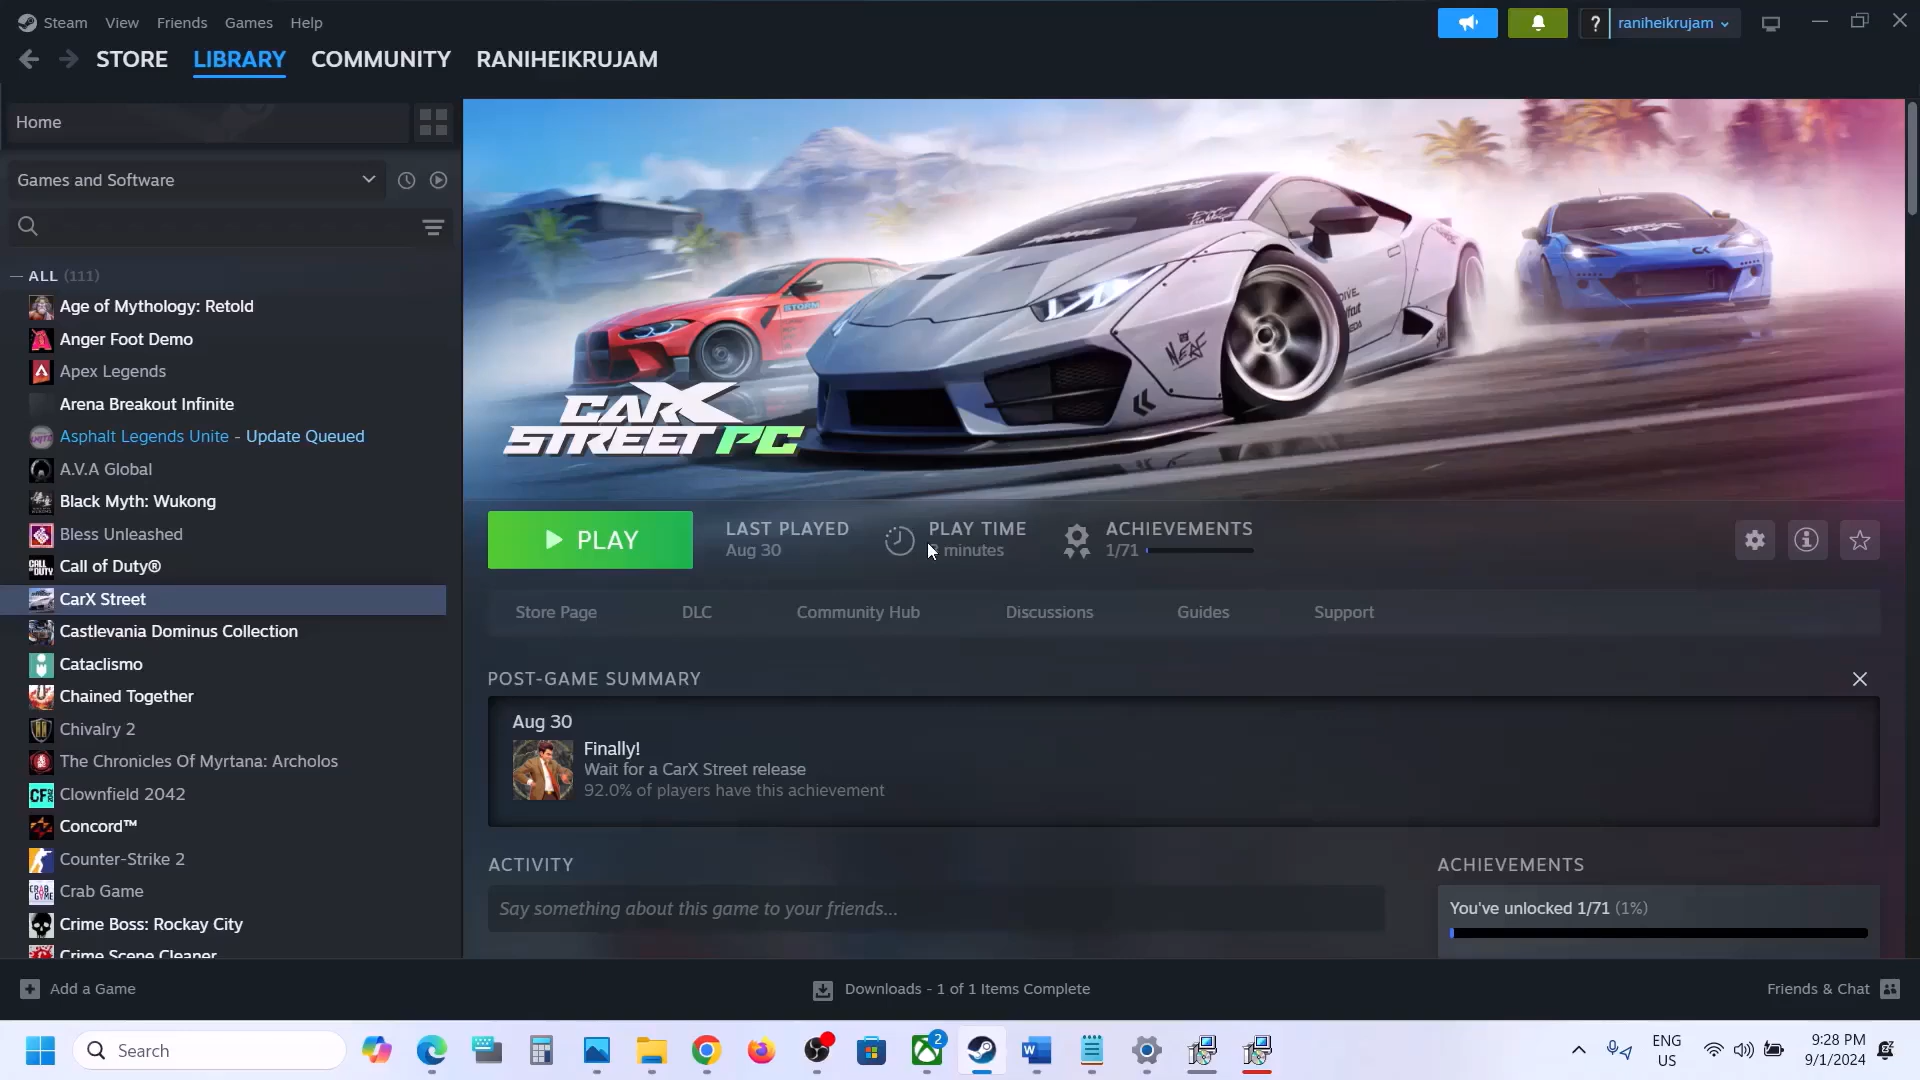 Steam View Friends Games Help
raniheikrujam
STORE LIBRARY COMMUNITY RANIHEIKRUJAM
Home
Games and Software
ALL (111)
Age of Mythology: Retold
Anger Foot Demo
Apex Legends
Arena Breakout Infinite
Asphalt Legends Unite - Update Queued
A.V.A Global
Black Myth: Wukong
Bless Unleashed
Call of Duty®
CarX Street
Castlevania Dominus Collection
Cataclismo
Chained Together
Chivalry 2
The Chronicles Of Myrtana: Archolos
Clownfield 2042
Concord™
Counter-Strike 2
Crab Game
Crime Boss: Rockay City
Crime Scene Cleaner
Add a Game
CARX
STREET PC
STORM
NERF
PLAY
LAST PLAYED
Aug 30
PLAY TIME
minutes
ACHIEVEMENTS
1/71
Store Page DLC Community Hub Discussions Guides Support
POST-GAME SUMMARY
Aug 30
Finally!
Wait for a CarX Street release
92.0% of players have this achievement
ACTIVITY
Say something about this game to your friends...
ACHIEVEMENTS
You've unlocked 1/71 (1%)
Downloads - 1 of 1 Items Complete
Friends & Chat
Search
2
ENG
US
9:28 PM
9/1/2024